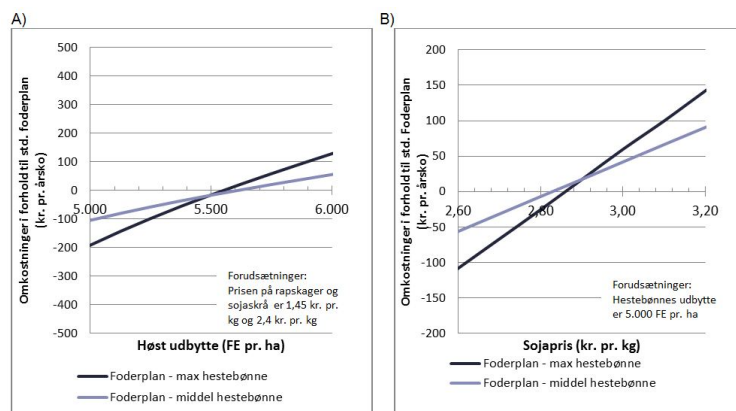 A)
500
400
300
200
100
0
-100
-200
-300
-400
-500
5.000
5.500
6.000
Omkostninger i forhold til std. Foderplan
(kr. pr. årsko)
Forudsætninger:
Prisen på rapskager og
sojaskrå er 1,45 kr. pr.
kg og 2,4 kr. pr. kg
Høst udbytte (FE pr. ha)
Foderplan - max hestebønne
Foderplan - middel hestebønne
B)
200
150
100
50
0
-50
-100
-150
-200
2,60
2,80
3,00
3,20
Omkostninger i forhold til std. foderplan
(kr. pr. årsko)
Forudsætninger:
Hestebønnes udbytte
er 5.000 FE pr. ha
Sojapris (kr. pr. kg)
Foderplan - max hestebønne
Foderplan - middel hestebønne